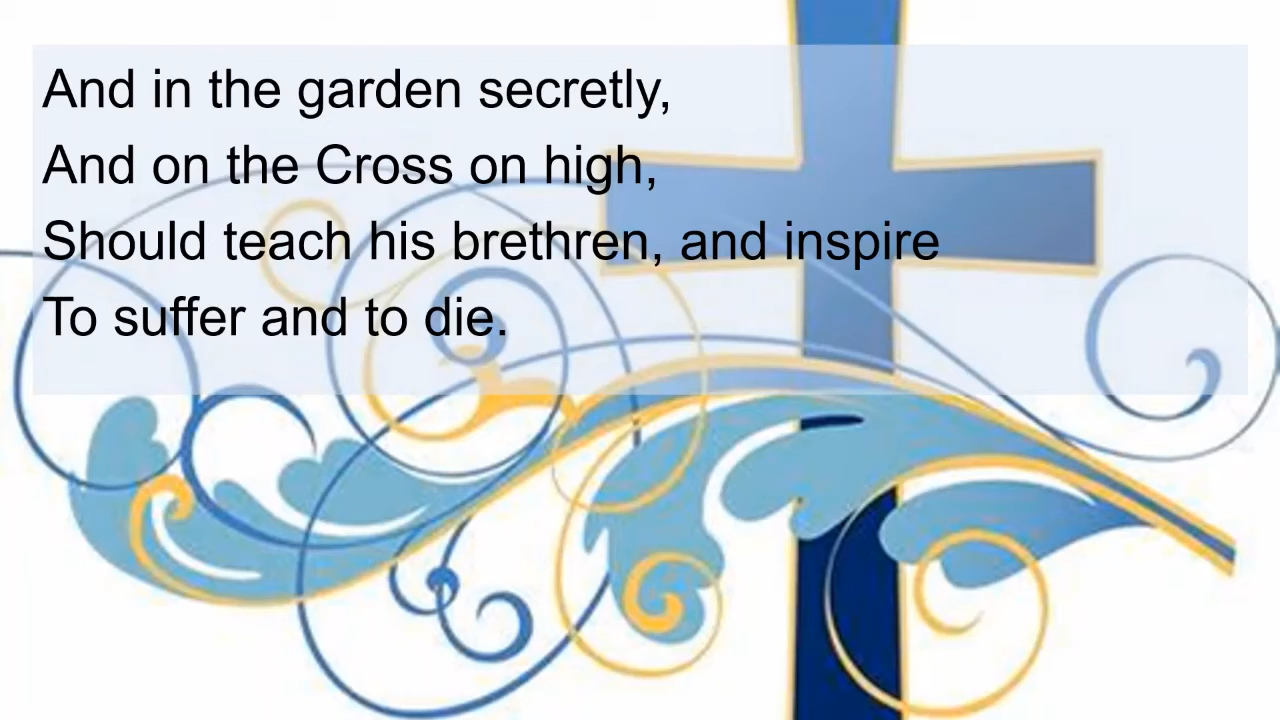 And in the garden secretly,
And on the Cross on high,
Should teach his brethren, and inspire
To suffer and to die.